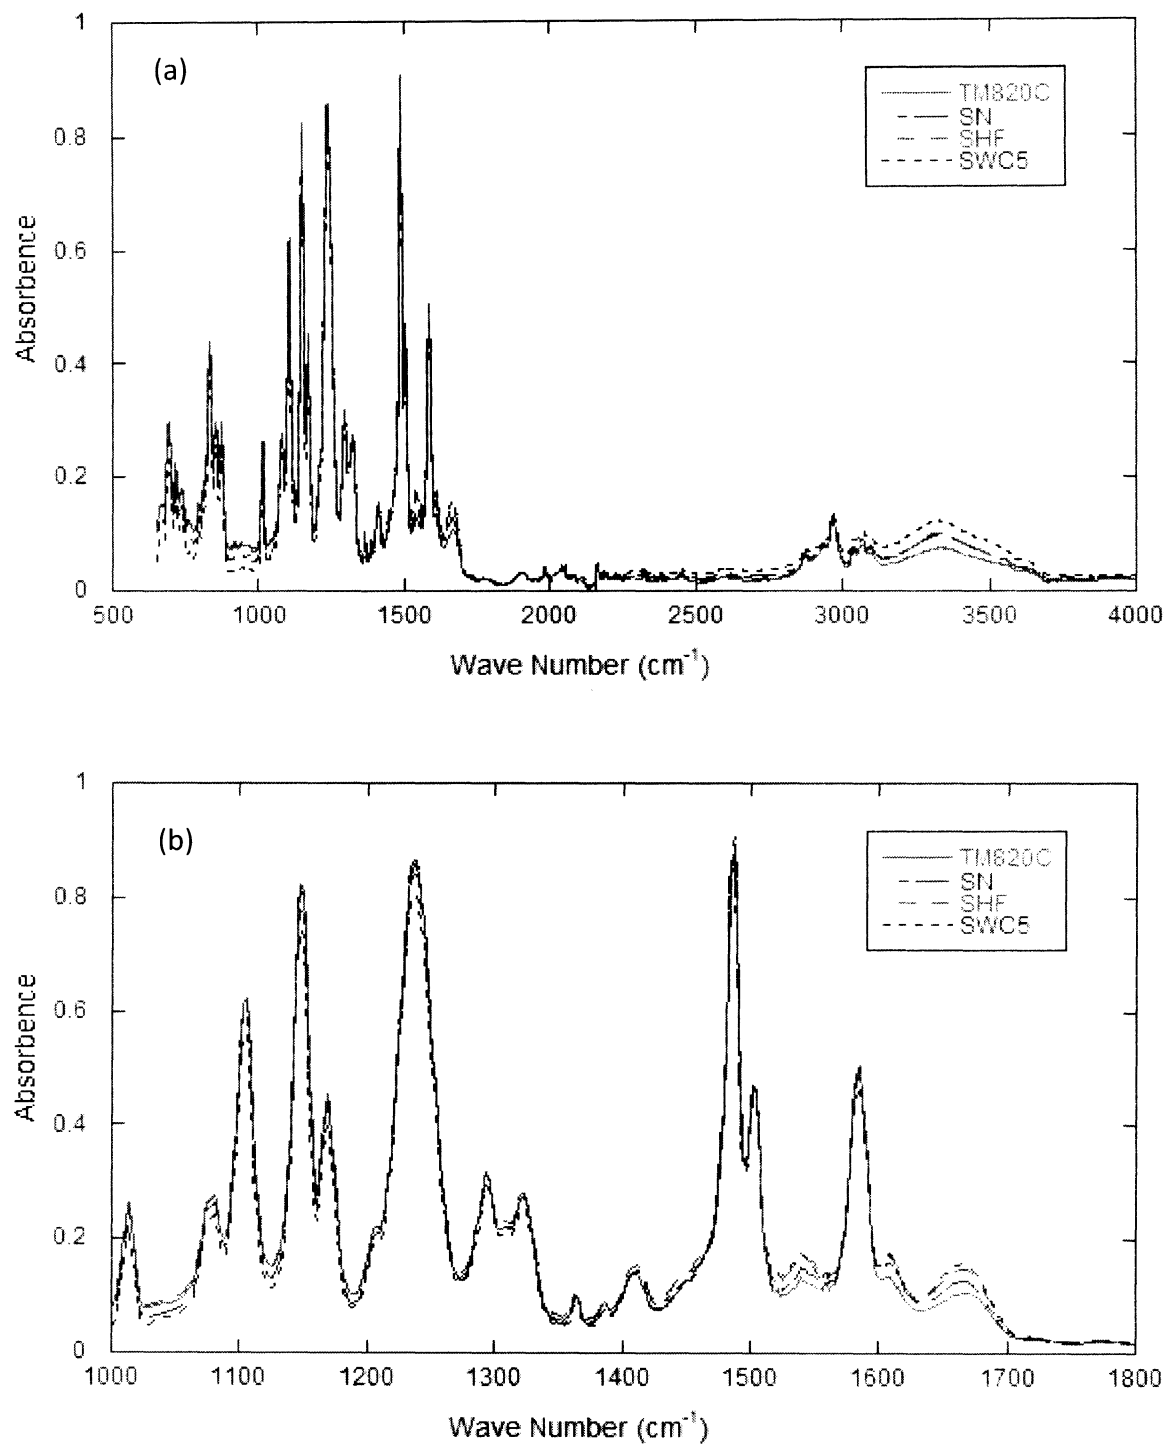 1
(a)
TM820C
SN
SHF
SWC5
0.8
0.6
0.4
0.2
0
Absorbence
500 1000 1500 2000 2500 3000 3500 4000
Wave Number (cm-1)
1
(b)
TM820C
SN
SHF
SWC5
0.8
0.6
0.4
0.2
0
Absorbence
1000 1100 1200 1300 1400 1500 1600 1700 1800
Wave Number (cm-1)